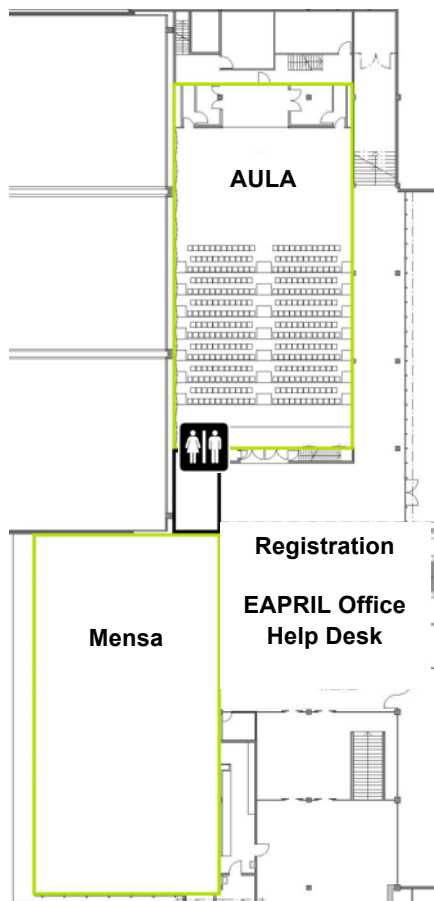 AULA
Registration
EAPRIL Office
Help Desk
Mensa